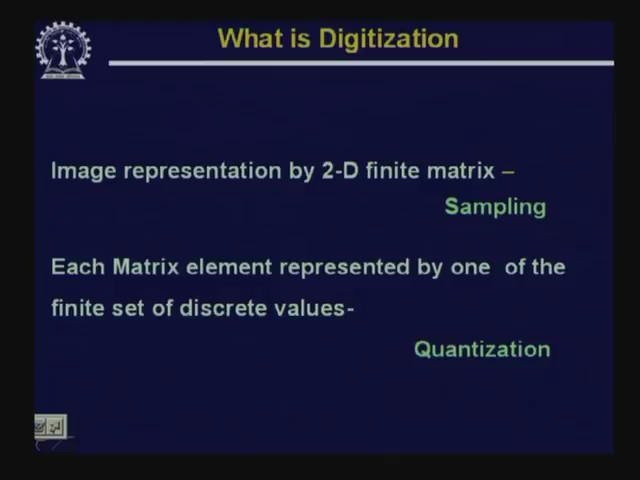 What is Digitization
Image representation by 2-D finite matrix –
Sampling
Each Matrix element represented by one of the
finite set of discrete values-
Quantization